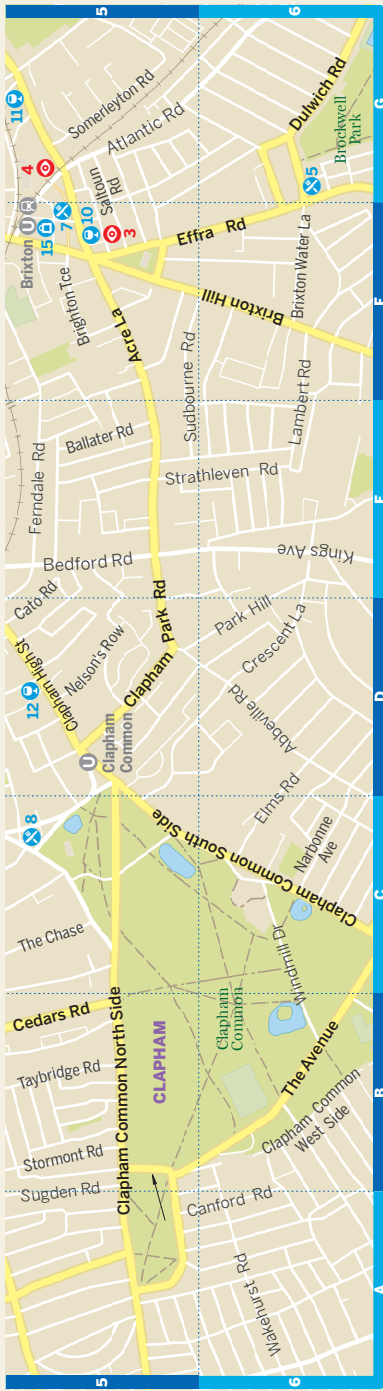 5
6
A
B
C
D
E
F
G
5
6
Sugden Rd
Stormont Rd
Taybridge Rd
Cedars Rd
The Chase
8
12
Clapham High St
Cato Rd
Nelson's Row
Bedford Rd
Ferndale Rd
Ballater Rd
Brixton
U
15
7
10
3
4
11
Brighton Tce
Acre La
Saltoun
Rd
Somerleyton Rd
Atlantic Rd
U
Clapham
Common
Clapham Park Rd
Clapham Common North Side
CLAPHAM
Clapham
Common
Clapham Common South Side
Windmill Dr
The Avenue
Clapham Common
West Side
Canford Rd
Wakehurst Rd
Narbonne
Ave
Elms Rd
Abbeville Rd
Crescent La
Park Hill
Kings Ave
Strathleven Rd
Sudbourne Rd
Lambert Rd
Brixton Hill
Brixton Water La
Effra Rd
5
Dulwich Rd
Brockwell
Park